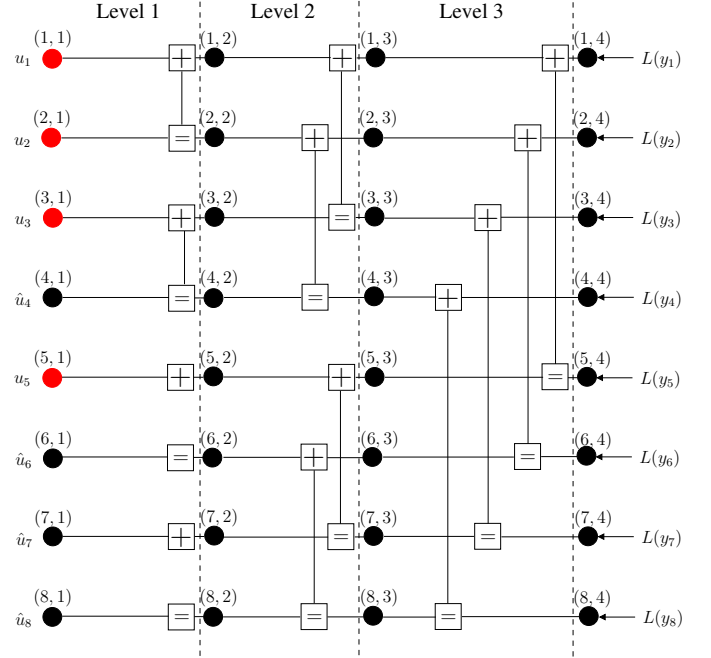 Level 1 Level 2 Level 3
(1, 1) (1, 2) (1, 3) (1, 4)
u₁ + + + L(y₁)
(2, 1) (2, 2) (2, 3) (2, 4)
u₂ = + + L(y₂)
(3, 1) (3, 2) (3, 3) (3, 4)
u₃ + = + L(y₃)
(4, 1) (4, 2) (4, 3) (4, 4)
û₄ = = + L(y₄)
(5, 1) (5, 2) (5, 3) (5, 4)
u₅ + + = L(y₅)
(6, 1) (6, 2) (6, 3) (6, 4)
û₆ = + = L(y₆)
(7, 1) (7, 2) (7, 3) (7, 4)
û₇ + = = L(y₇)
(8, 1) (8, 2) (8, 3) (8, 4)
û₈ = = = L(y₈)